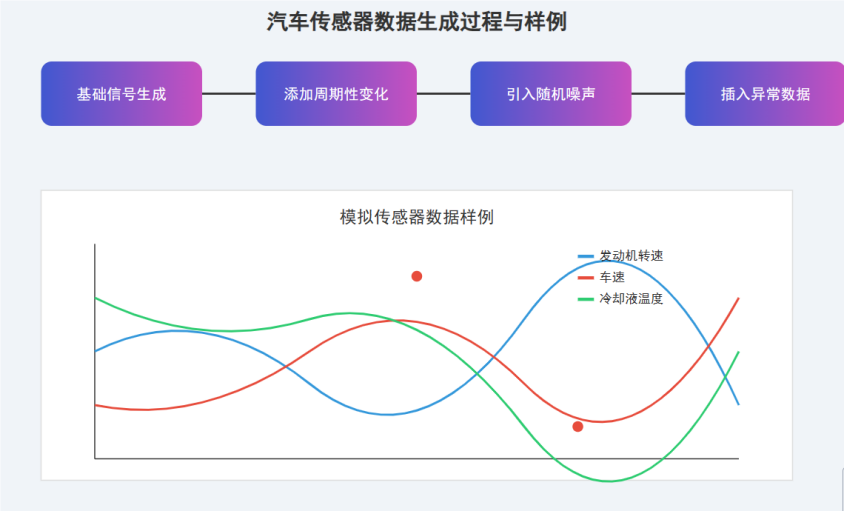 汽车传感器数据生成过程与样例
基础信号生成
添加周期性变化
引入随机噪声
插入异常数据
模拟传感器数据样例
发动机转速
车速
冷却液温度